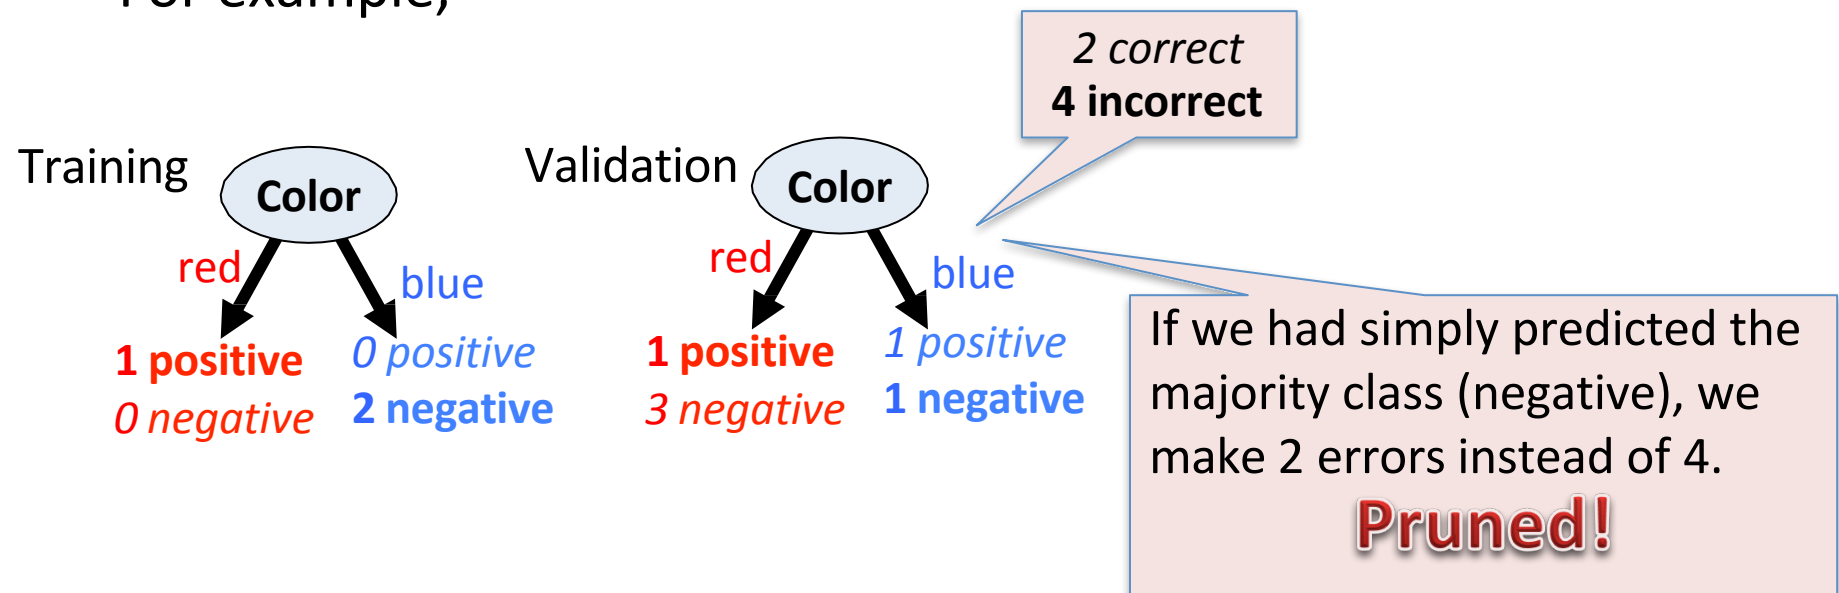 For example,
2 correct
4 incorrect
Training
Color
red
blue
1 positive
0 negative
0 positive
2 negative
Validation
Color
red
blue
1 positive
3 negative
1 positive
1 negative
If we had simply predicted the
majority class (negative), we
make 2 errors instead of 4.
Pruned!